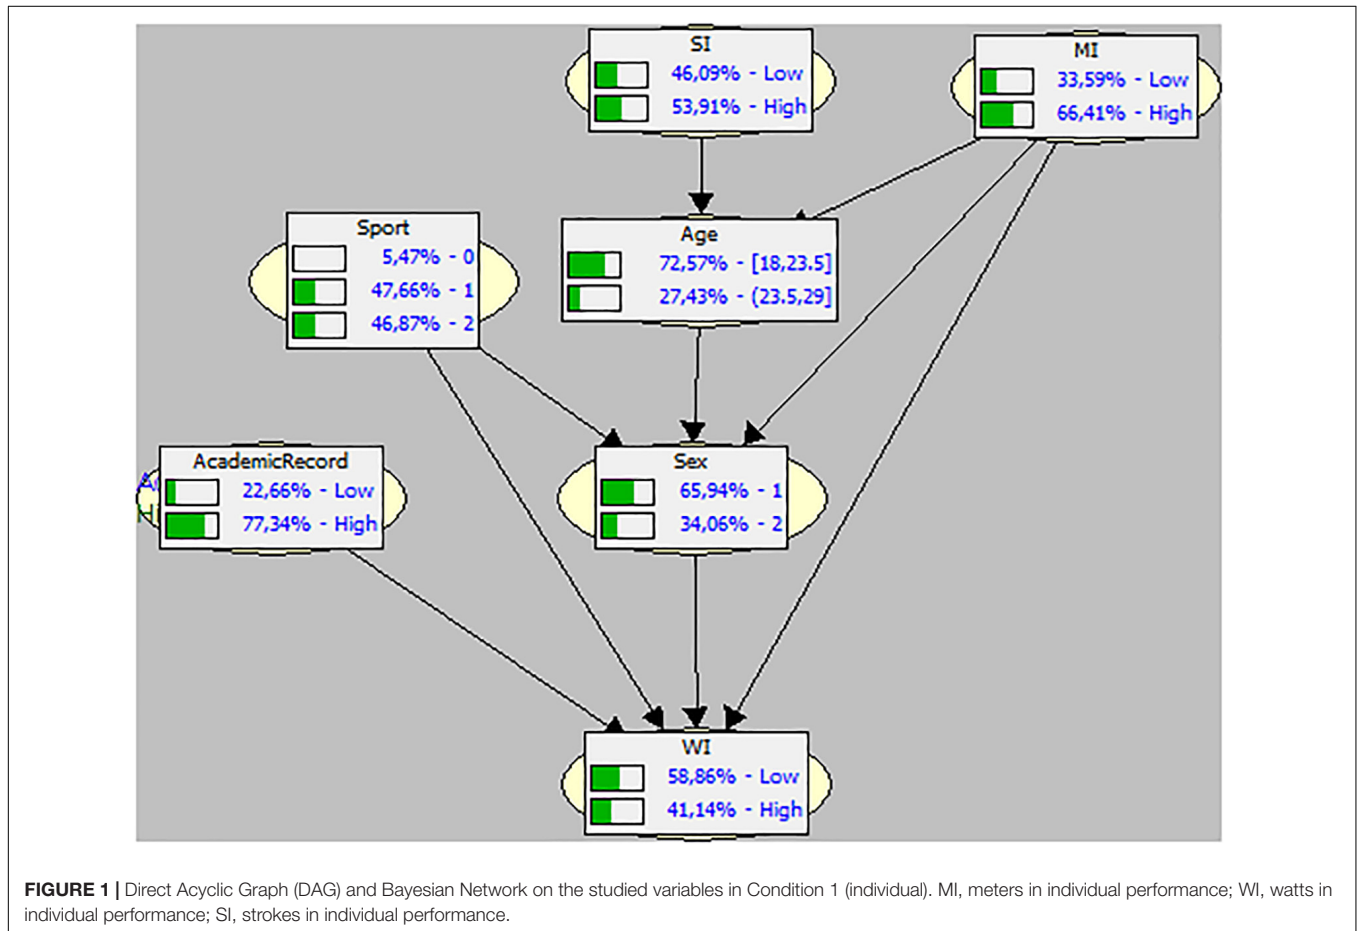 SI
46,09% - Low
53,91% - High
MI
33,59% - Low
66,41% - High
Sport
5,47% - 0
47,66% - 1
46,87% - 2
Age
72,57% - [18,23.5]
27,43% - (23.5,29]
AcademicRecord
22,66% - Low
77,34% - High
Sex
65,94% - 1
34,06% - 2
WI
58,86% - Low
41,14% - High
FIGURE 1 | Direct Acyclic Graph (DAG) and Bayesian Network on the studied variables in Condition 1 (individual). MI, meters in individual performance; WI, watts in
individual performance; SI, strokes in individual performance.